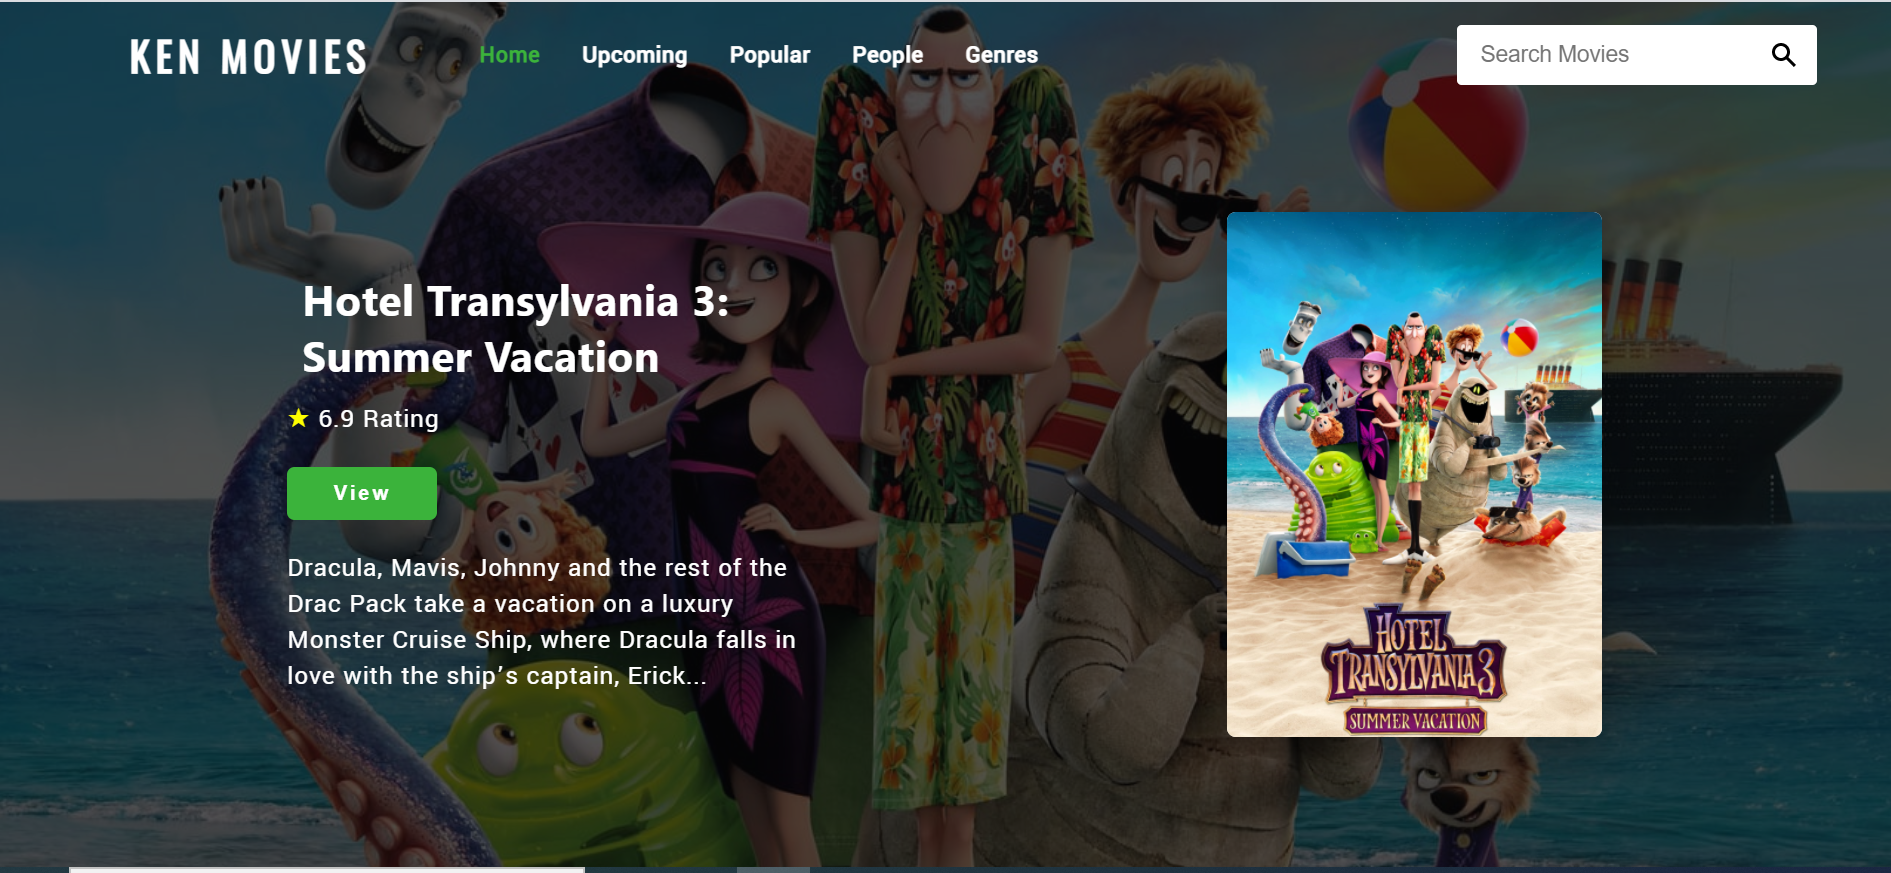 KEN MOVIES
Home Upcoming Popular People Genres
Search Movies
Hotel Transylvania 3:
Summer Vacation
★ 6.9 Rating
View
Dracula, Mavis, Johnny and the rest of the
Drac Pack take a vacation on a luxury
Monster Cruise Ship, where Dracula falls in
love with the ship’s captain, Erick...
HOTEL
TRANSYLVANIA 3
SUMMER VACATION